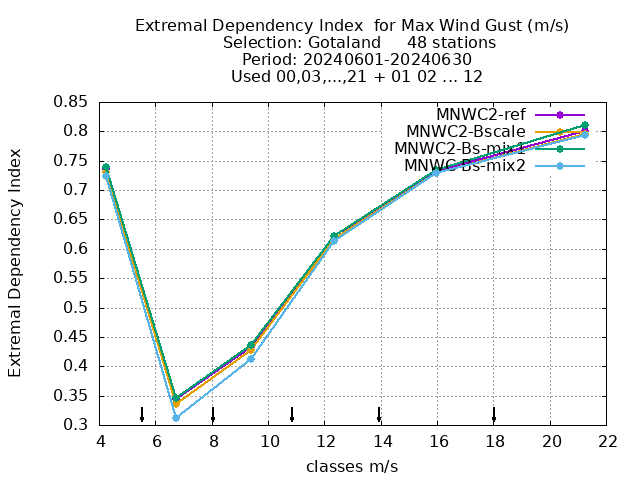 Extremal Dependency Index  for Max Wind Gust (m/s)
Selection: Gotaland     48 stations
Period: 20240601-20240630
Used 00,03,...,21 + 01 02 ... 12
Extremal Dependency Index
0.85
0.8
0.75
0.7
0.65
0.6
0.55
0.5
0.45
0.4
0.35
0.3
MNWC2-ref
MNWC2-Bscale
MNWC2-Bs-mix1
MNWC-Bs-mix2
4 6 8 10 12 14 16 18 20 22
classes m/s